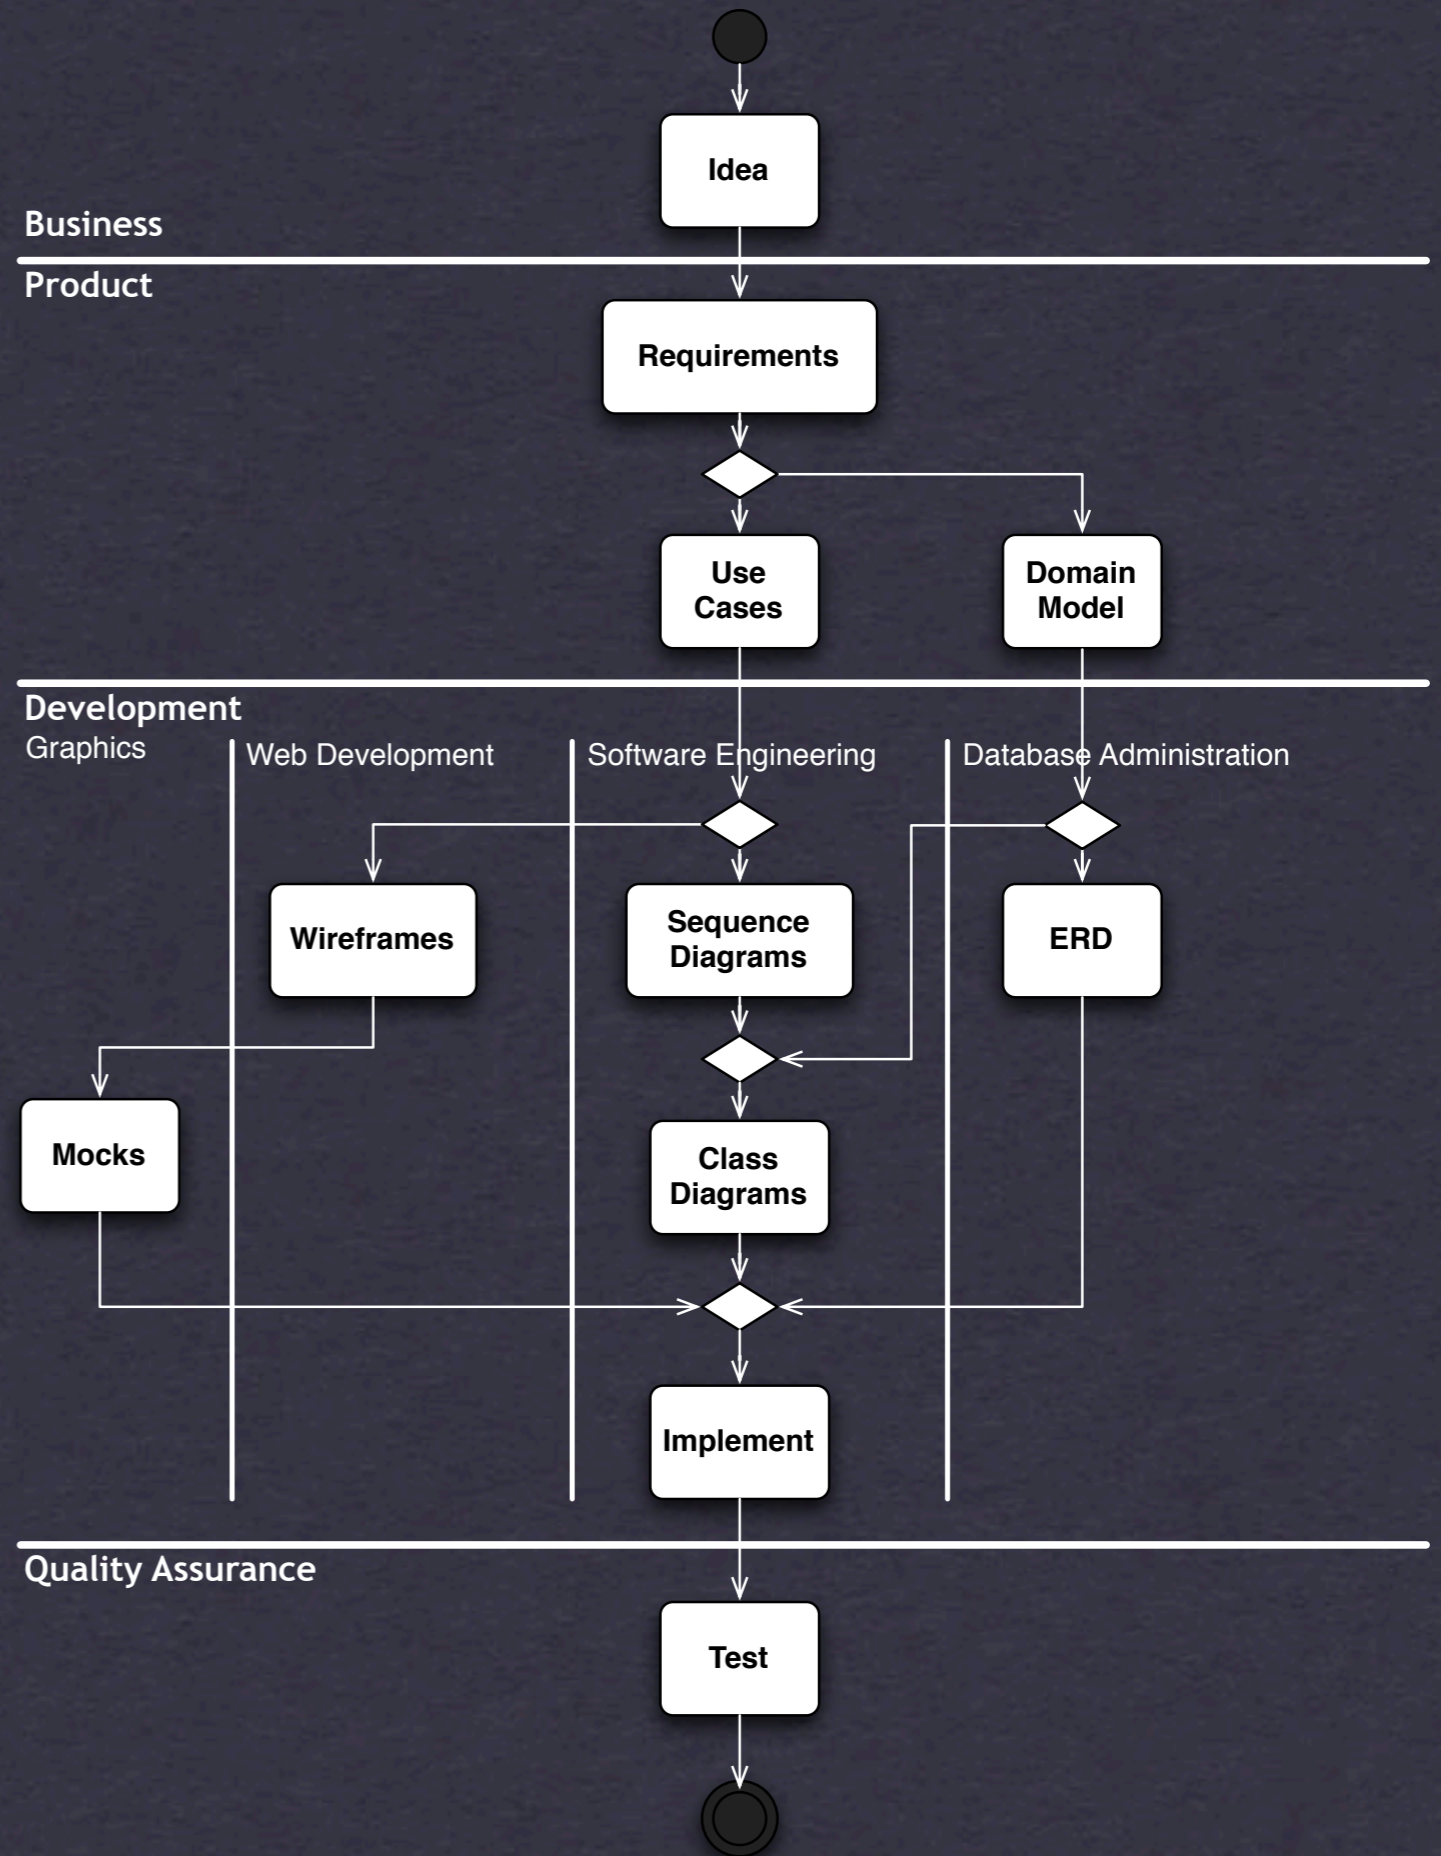 Idea
Business
Product
Requirements
Use
Cases
Domain
Model
Development
Graphics
Web Development
Software Engineering
Database Administration
Wireframes
Sequence
Diagrams
ERD
Mocks
Class
Diagrams
Implement
Quality Assurance
Test